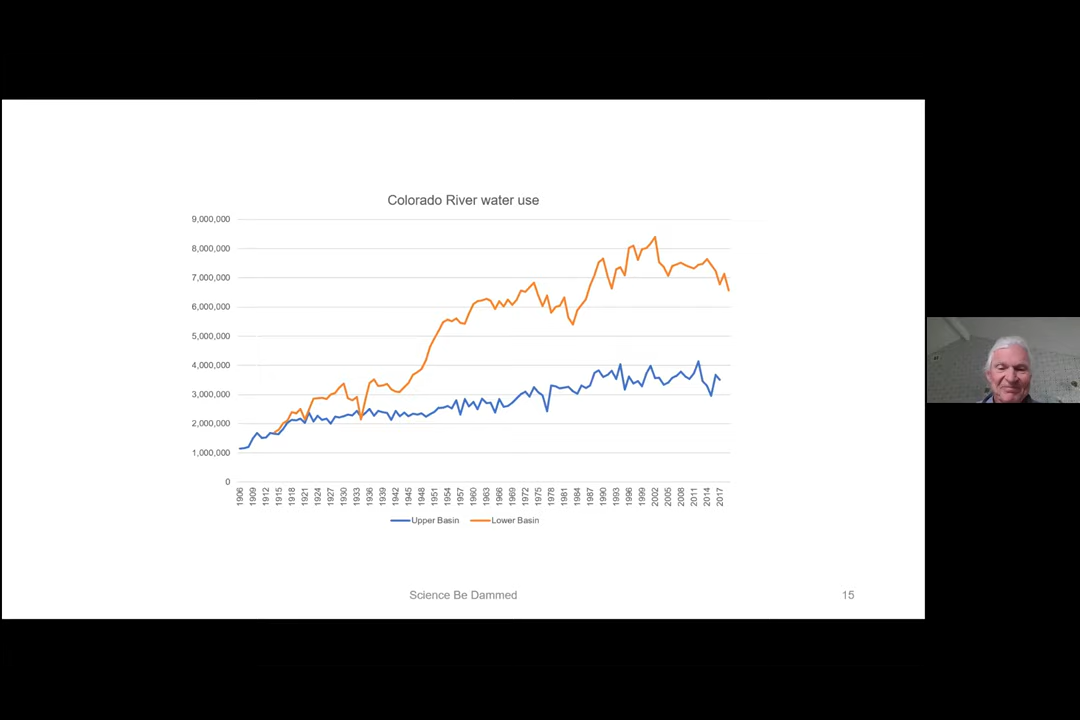 Colorado River water use
9,000,000
8,000,000
7,000,000
6,000,000
5,000,000
4,000,000
3,000,000
2,000,000
1,000,000
0
1906 1909 1912 1915 1918 1921 1924 1927 1930 1933 1936 1939 1942 1945 1948 1951 1954 1957 1960 1963 1966 1969 1972 1975 1978 1981 1984 1987 1990 1993 1996 1999 2002 2005 2008 2011 2014 2017
Upper Basin Lower Basin
Science Be Dammed 15